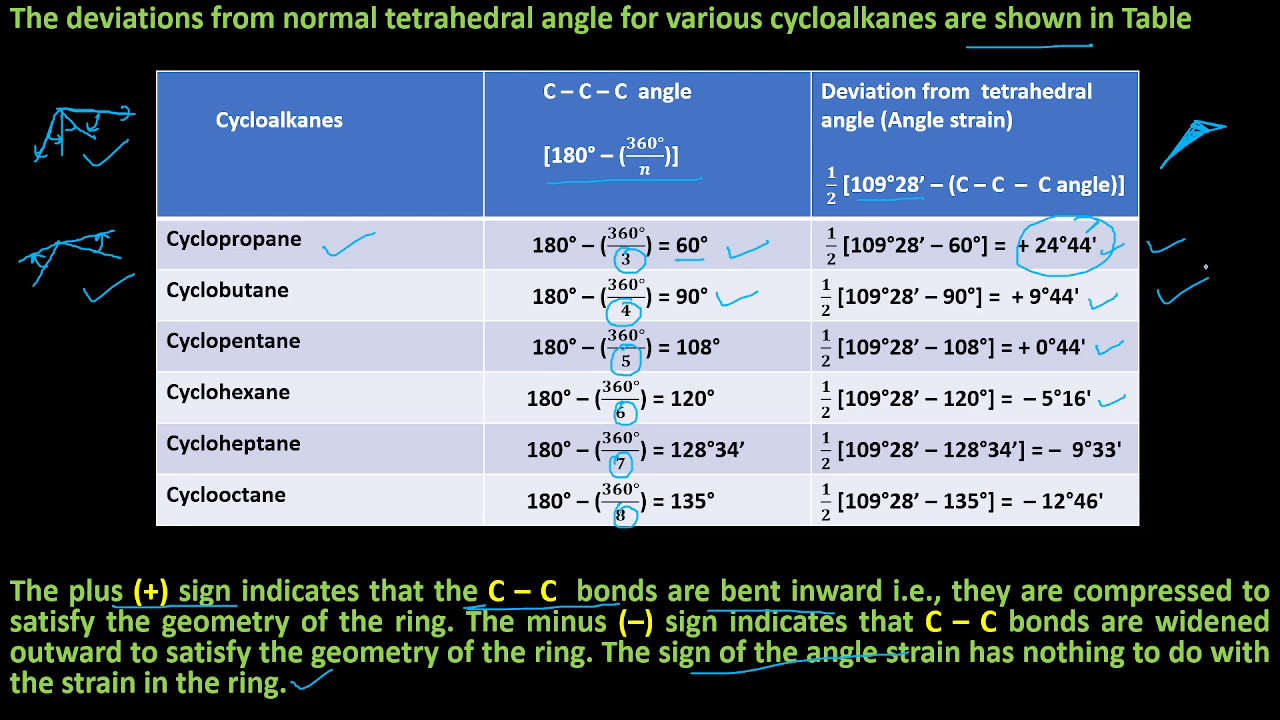 The deviations from normal tetrahedral angle for various cycloalkanes are shown in Table
Cycloalkanes
C – C – C angle
[180° – (360°/n)]
Deviation from tetrahedral
angle (Angle strain)
1/2 [109°28’ – (C – C – C angle)]
Cyclopropane
180° – (360°/3) = 60°
1/2 [109°28’ – 60°] = + 24°44'
Cyclobutane
180° – (360°/4) = 90°
1/2 [109°28’ – 90°] = + 9°44'
Cyclopentane
180° – (360°/5) = 108°
1/2 [109°28’ – 108°] = + 0°44'
Cyclohexane
180° – (360°/6) = 120°
1/2 [109°28’ – 120°] = – 5°16'
Cycloheptane
180° – (360°/7) = 128°34’
1/2 [109°28’ – 128°34’] = – 9°33'
Cyclooctane
180° – (360°/8) = 135°
1/2 [109°28’ – 135°] = – 12°46'
The plus (+) sign indicates that the C – C bonds are bent inward i.e., they are compressed to
satisfy the geometry of the ring. The minus (–) sign indicates that C – C bonds are widened
outward to satisfy the geometry of the ring. The sign of the angle strain has nothing to do with
the strain in the ring.